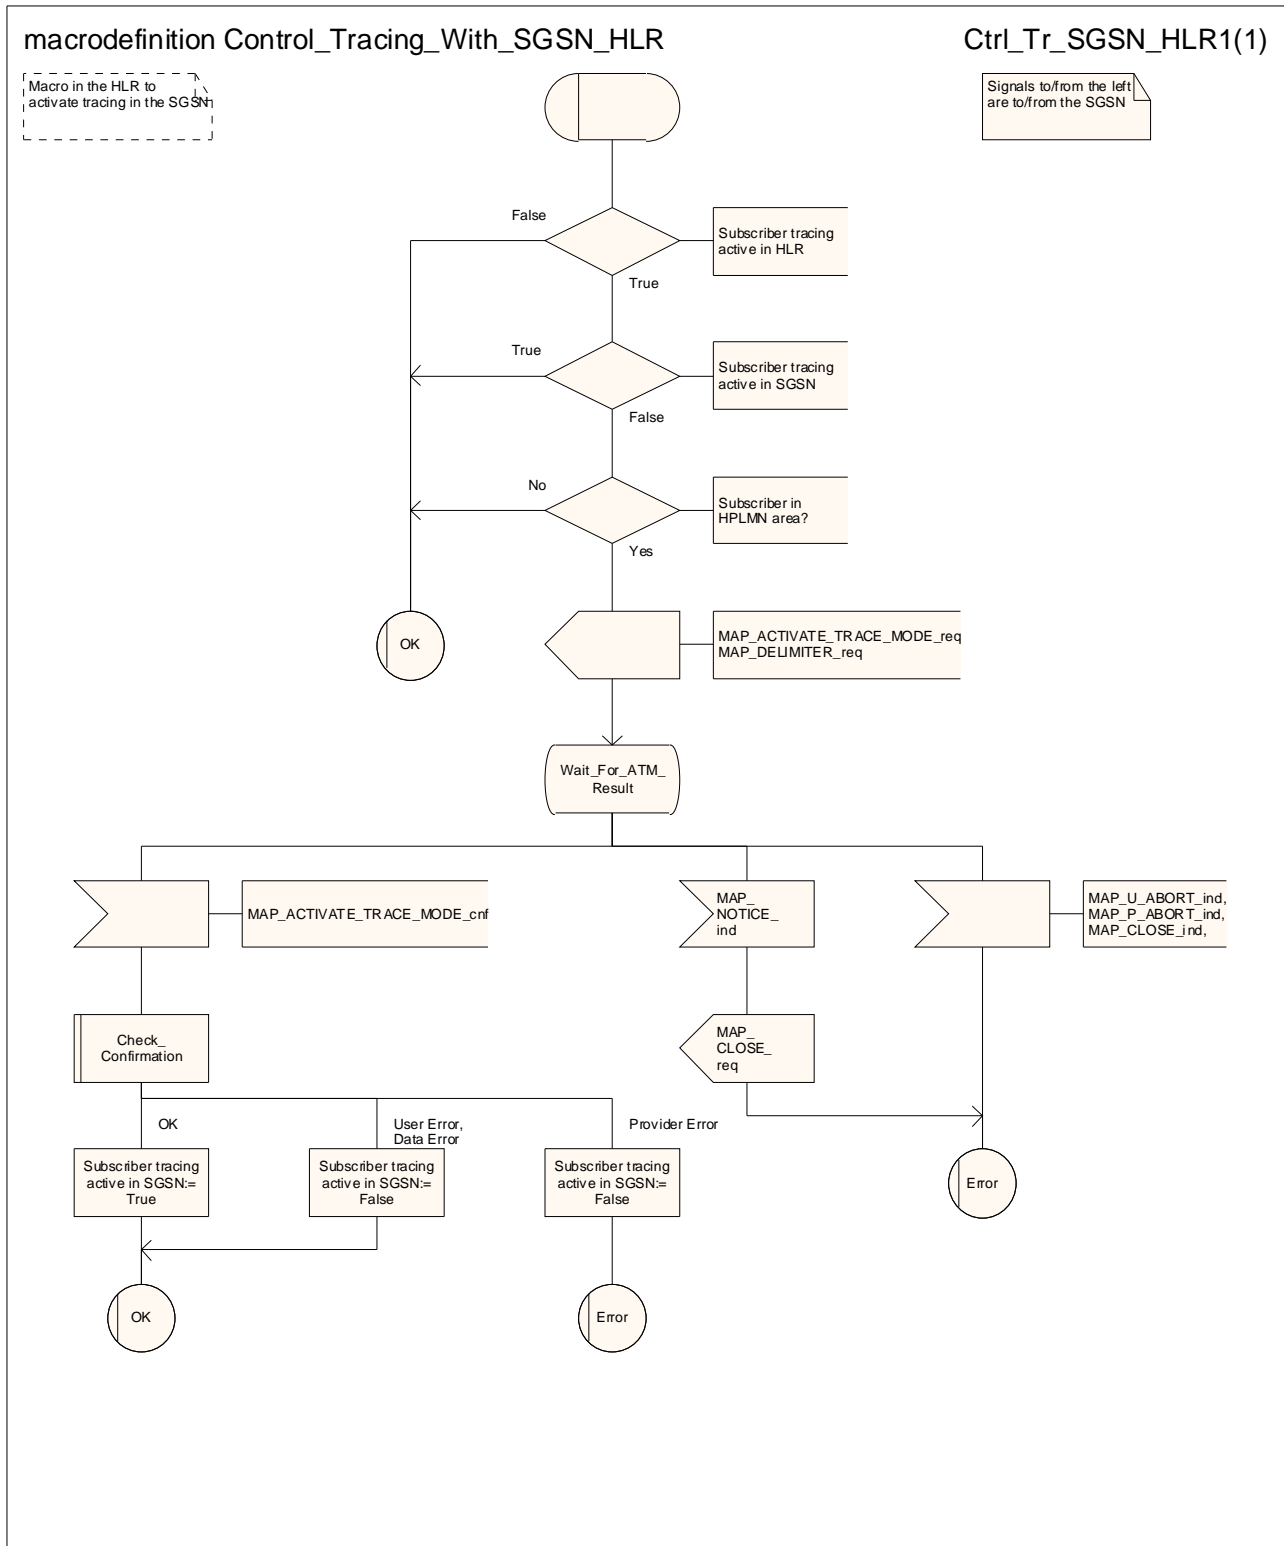 macrodefinition Control_Tracing_With_SGSN_HLR
Ctrl_Tr_SGSN_HLR1(1)
Macro in the HLR to
activate tracing in the SGSN
Signals to/from the left
are to/from the SGSN
False
Subscriber tracing
active in HLR
True
True
Subscriber tracing
active in SGSN
False
No
Subscriber in
HPLMN area?
Yes
OK
MAP_ACTIVATE_TRACE_MODE_req
MAP_DELIMITER_req
Wait_For_ATM_
Result
MAP_ACTIVATE_TRACE_MODE_cnf
MAP_
NOTICE_
ind
MAP_U_ABORT_ind,
MAP_P_ABORT_ind,
MAP_CLOSE_ind,
Check_
Confirmation
MAP_
CLOSE_
req
OK
User Error,
Data Error
Provider Error
Subscriber tracing
active in SGSN:=
True
Subscriber tracing
active in SGSN:=
False
Subscriber tracing
active in SGSN:=
False
Error
OK
Error